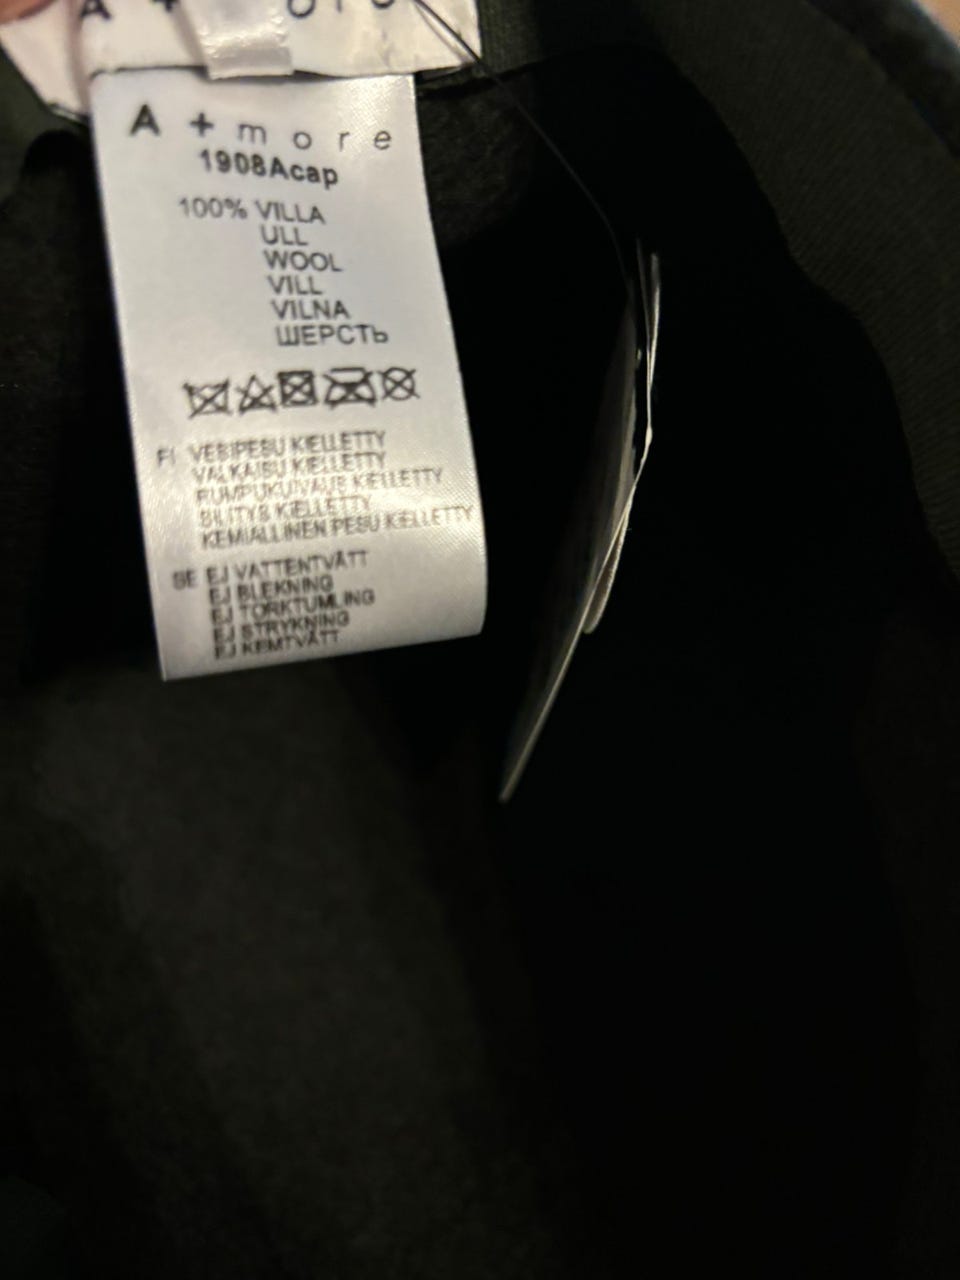 A + more
1908Acap
100% VILLA
ULL
WOOL
VILL
VILNA
ШЕРСТЬ
FI VESIPESU KIELLETTY
VALKAISU KIELLETTY
RUMPUKUIVAUS KIELLETTY
SILITYS KIELLETTY
KEMIALLINEN PESU KIELLETTY
SE EJ VATTENTVÄTT
EJ BLEKNING
EJ TORKTUMLING
EJ STRYKNING
EJ KEMTVÄTT